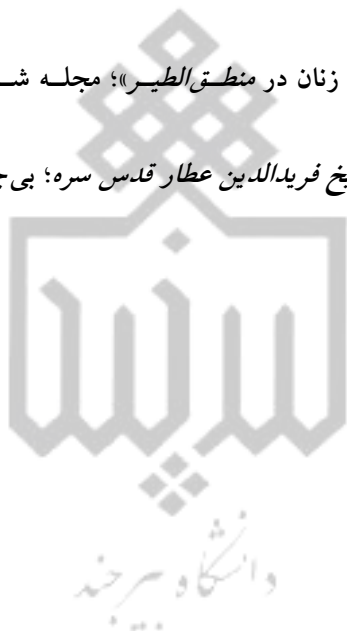 زنان در منطق‌الطیر»؛ مجله شـ
یخ فریدالدین عطار قدس سره؛ بی‌ج
دانشگاه بیرجند